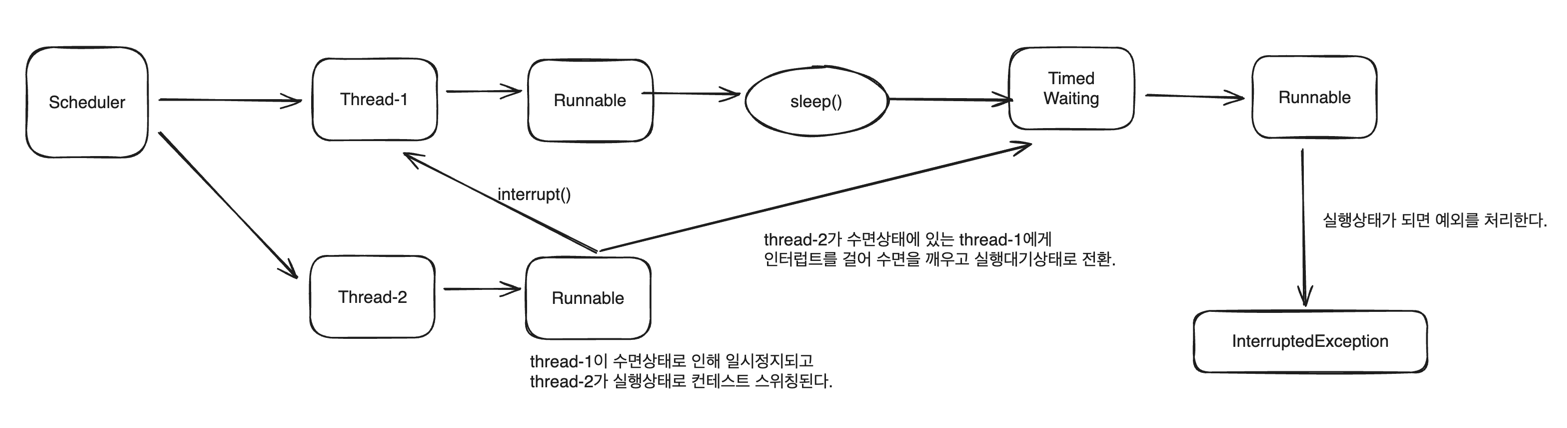 Scheduler
Thread-1
Runnable
sleep()
Timed
Waiting
Runnable
interrupt()
실행상태가 되면 예외를 처리한다.
thread-2가 수면상태에 있는 thread-1에게
인터럽트를 걸어 수면을 깨우고 실행대기상태로 전환.
Thread-2
Runnable
InterruptedException
thread-1이 수면상태로 인해 일시정지되고
thread-2가 실행상태로 컨테스트 스위칭된다.